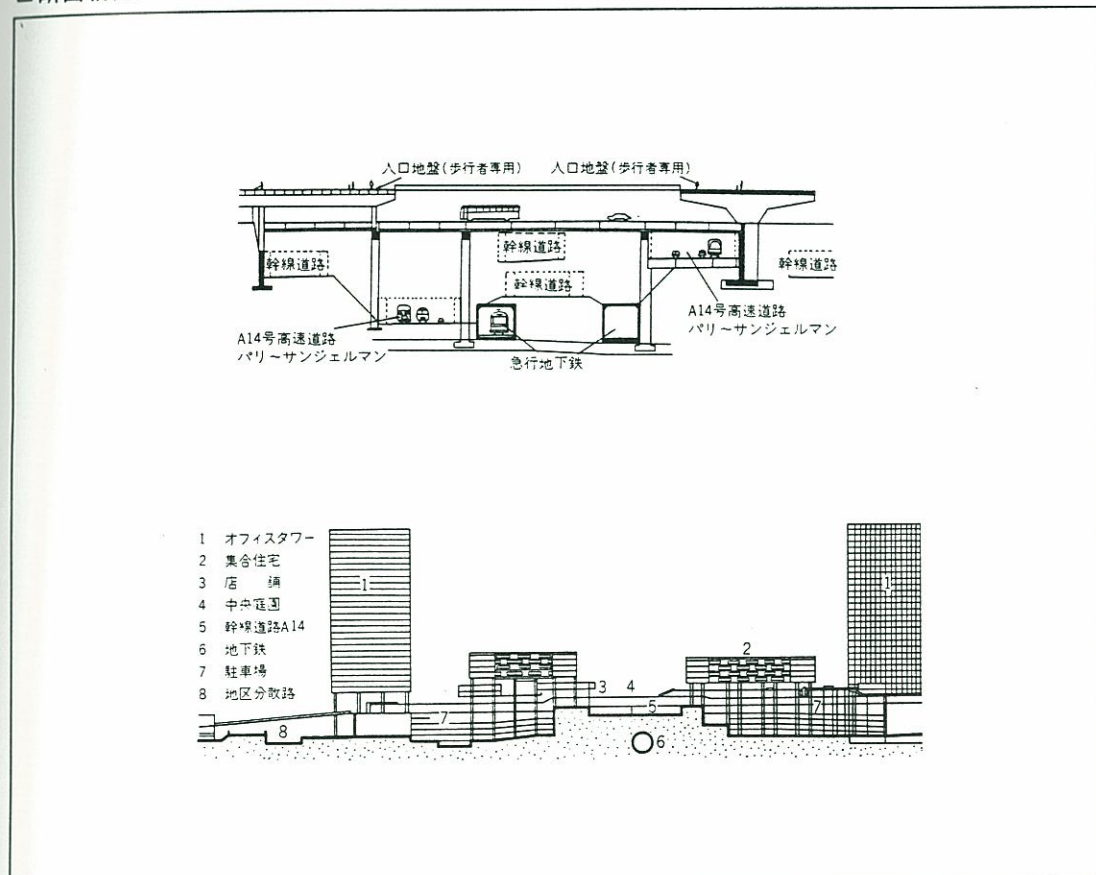 人口地盤(歩行者専用)
人口地盤(歩行者専用)
幹線道路
幹線道路
幹線道路
幹線道路
A14号高速道路
パリ～サンジェルマン
A14号高速道路
パリ～サンジェルマン
急行地下鉄
1 オフィスタワー
2 集合住宅
3 店 舗
4 中央庭園
5 幹線道路A14
6 地下鉄
7 駐車場
8 地区分散路
1
1
2
3
4
5
6
7
7
8